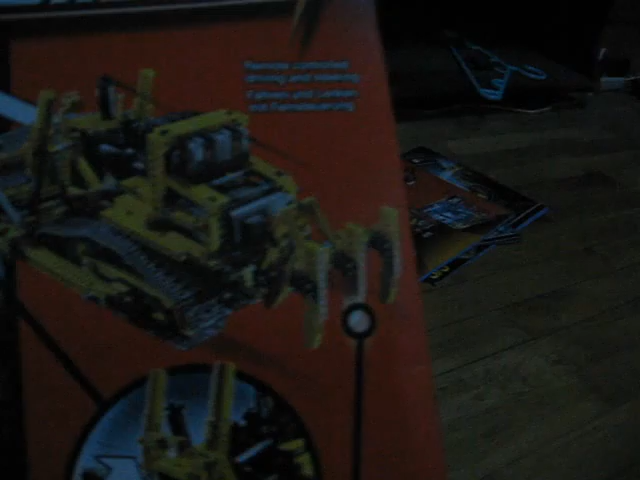 Remote controlled
driving and steering
Fahren und Lenken
mit Fernsteuerung